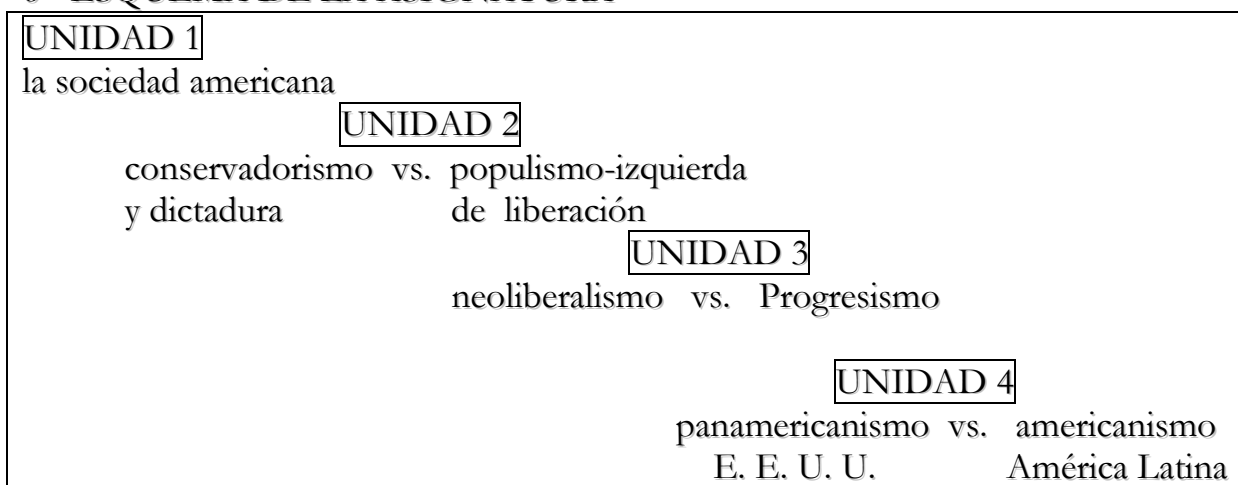 UNIDAD 1
la sociedad americana
UNIDAD 2
conservadorismo vs. populismo-izquierda
y dictadura de liberación
UNIDAD 3
neoliberalismo vs. Progresismo
UNIDAD 4
panamericanismo vs. americanismo
E. E. U. U. América Latina